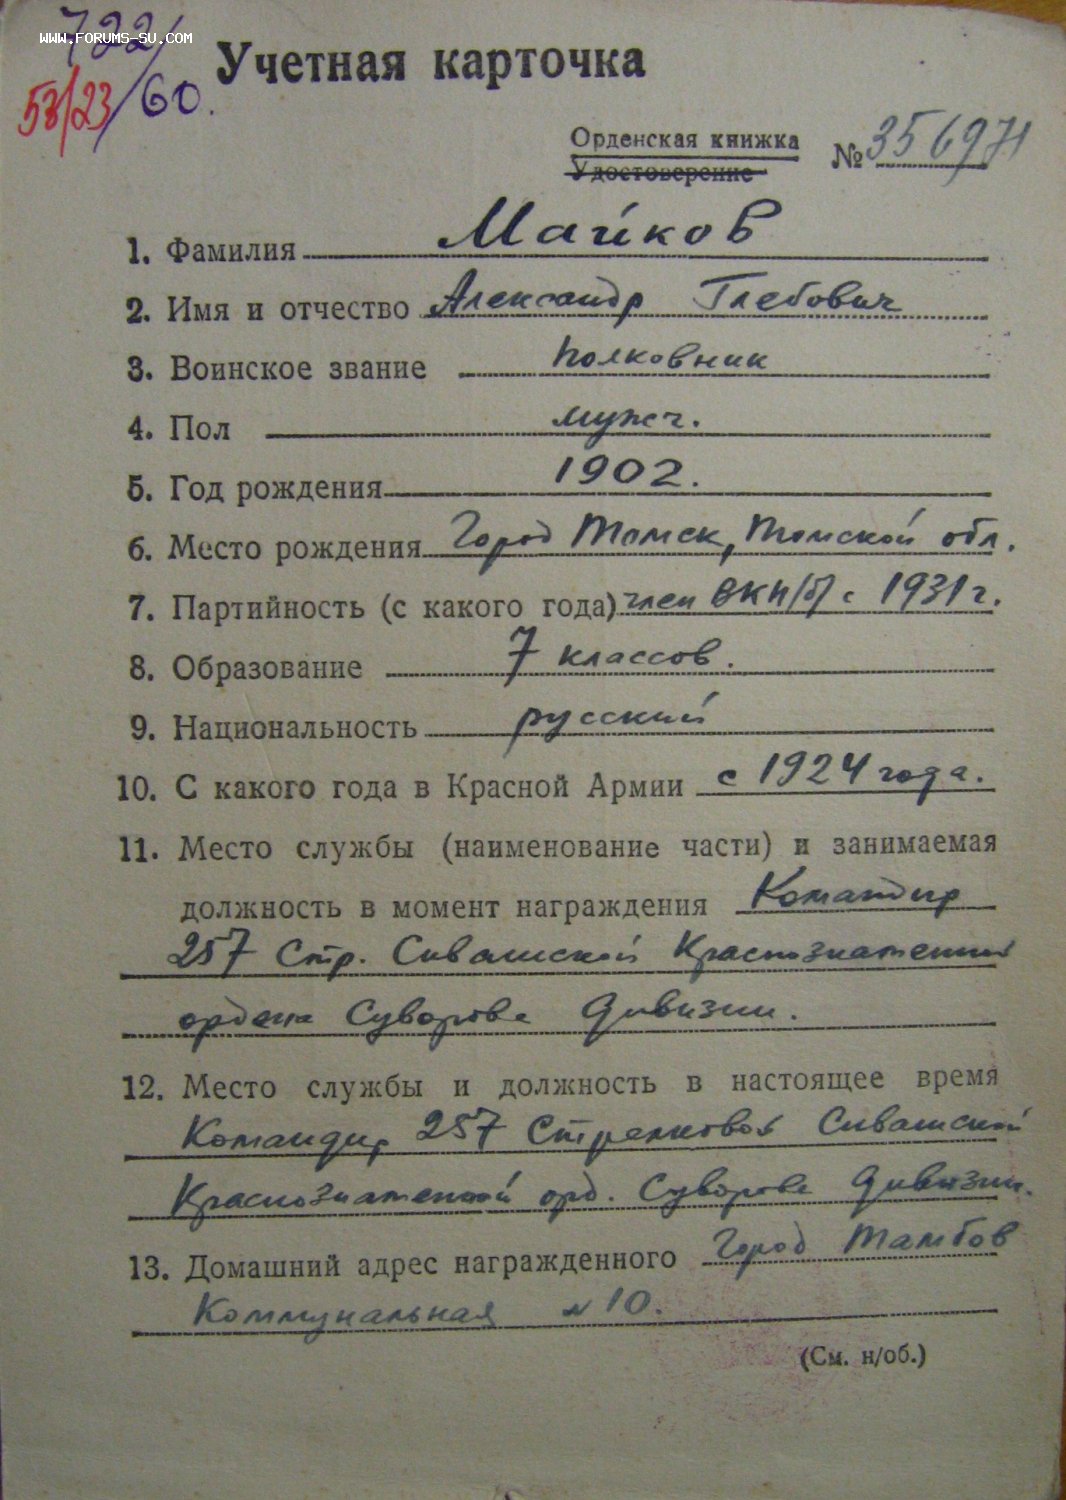 722/
www.forums-su.com
53/23/60.
Учетная карточка
Орденская книжка
Удостоверение
№ 356971
1. Фамилия Майков
2. Имя и отчество Александр Глебович
3. Воинское звание полковник
4. Пол мужч.
5. Год рождения 1902.
6. Место рождения Город Томск, Томской обл.
7. Партийность (с какого года) член ВКП/б/ с 1931 г.
8. Образование 7 классов.
9. Национальность русский
10. С какого года в Красной Армии с 1924 года.
11. Место службы (наименование части) и занимаемая
должность в момент награждения Командир
257 Стр. Сивашской Краснознаменной
ордена Суворова Дивизии.
12. Место службы и должность в настоящее время
Командир 257 Стрелковой Сивашской
Краснознаменной орд. Суворова Дивизии.
13. Домашний адрес награжденного Город Тамбов
Коммунальная №10.
(См. н/об.)